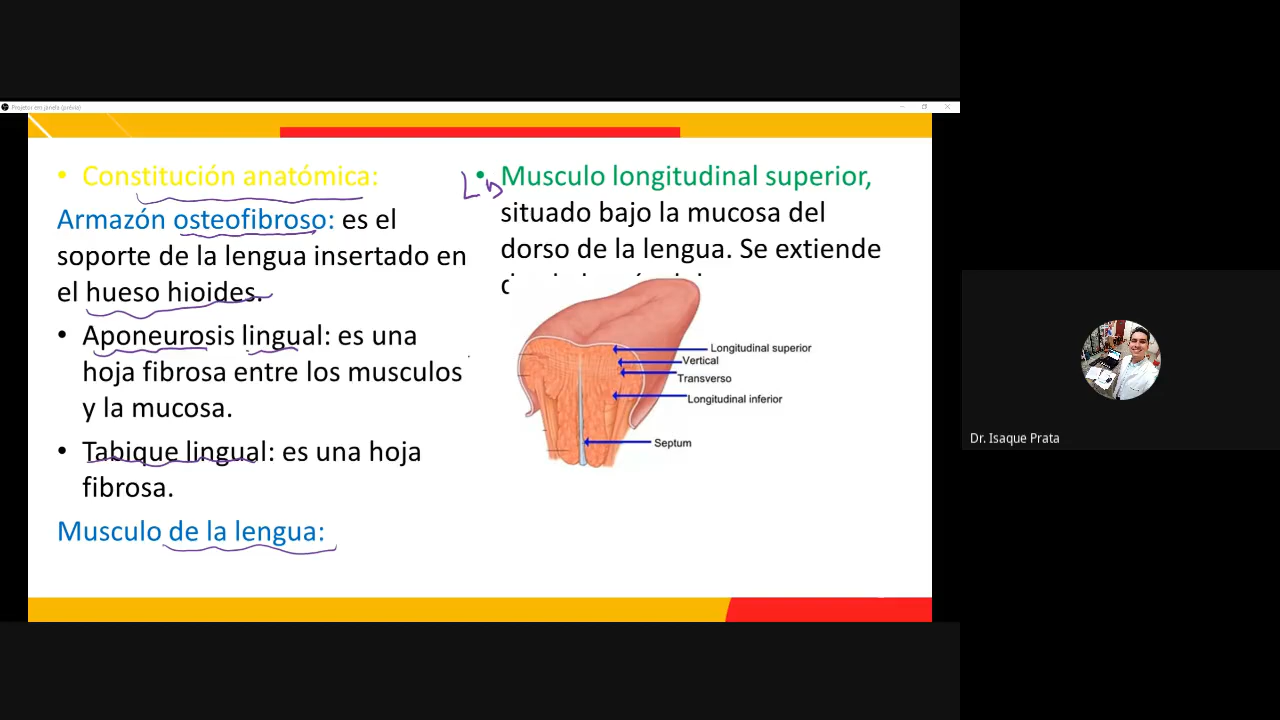 Projetor em janela (prévia)
• Constitución anatómica:
Armazón osteofibroso: es el
soporte de la lengua insertado en
el hueso hioides.
• Aponeurosis lingual: es una
hoja fibrosa entre los musculos
y la mucosa.
• Tabique lingual: es una hoja
fibrosa.
Musculo de la lengua:
• Musculo longitudinal superior,
situado bajo la mucosa del
dorso de la lengua. Se extiende
Longitudinal superior
Vertical
Transverso
Longitudinal inferior
Septum
Dr. Isaque Prata